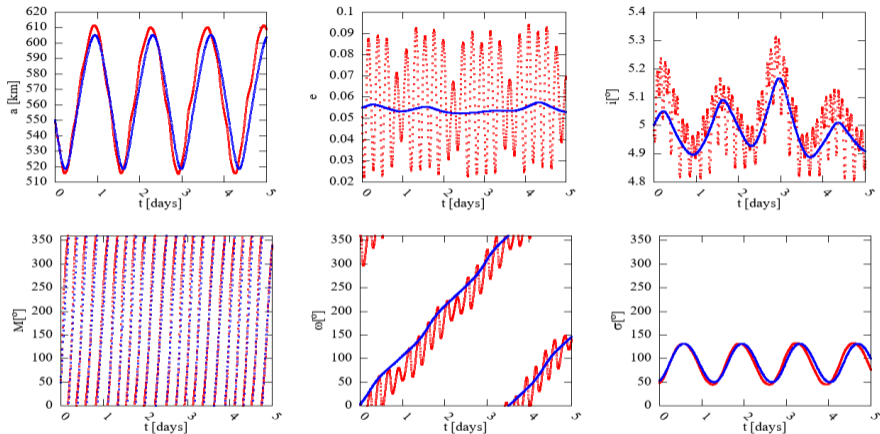 620
610
600
590
580
570
560
550
540
530
520
510
a [km]
0 1 2 3 4 5
t [days]
0.1
0.09
0.08
0.07
0.06
0.05
0.04
0.03
0.02
e
0 1 2 3 4 5
t [days]
5.4
5.3
5.2
5.1
5
4.9
4.8
i[º]
0 1 2 3 4 5
t [days]
350
300
250
200
150
100
50
0
M[º]
0 1 2 3 4 5
t [days]
350
300
250
200
150
100
50
0
ω[º]
0 1 2 3 4 5
t [days]
350
300
250
200
150
100
50
0
σ[º]
0 1 2 3 4 5
t [days]